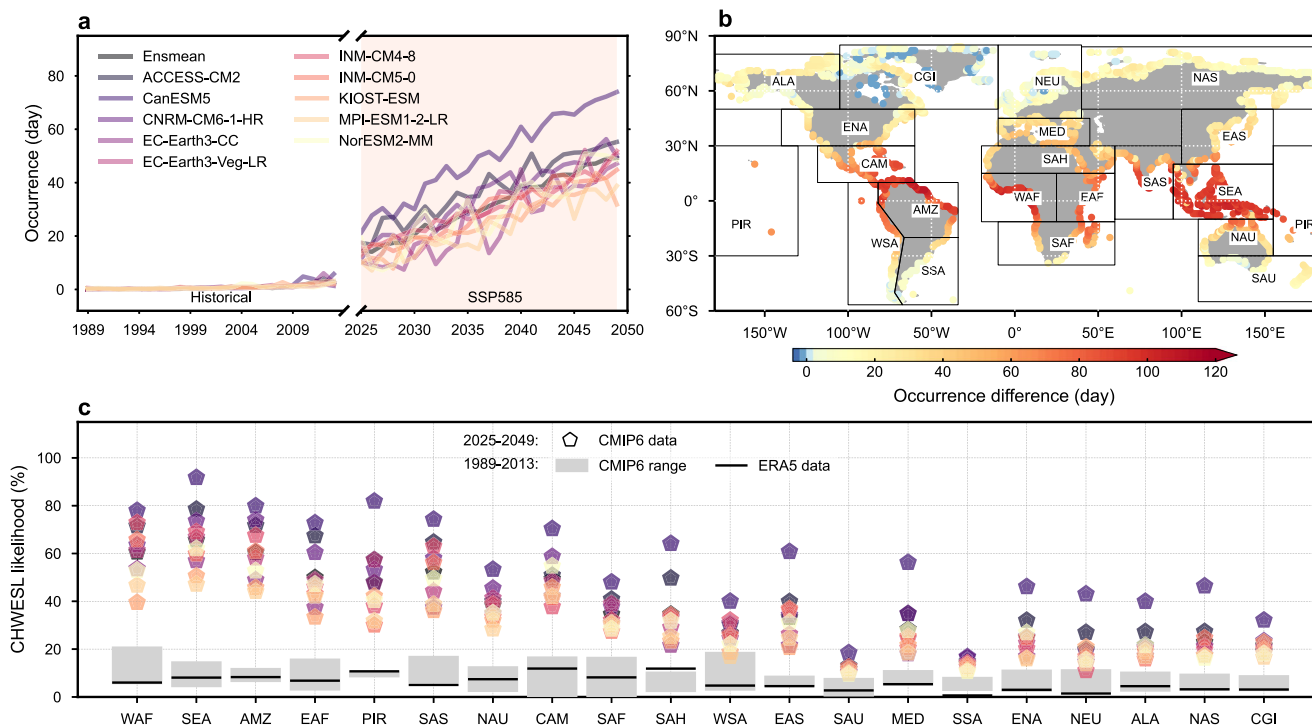 a
Occurrence (day)
80
60
40
20
0
Ensmean
ACCESS-CM2
CanESM5
CNRM-CM6-1-HR
EC-Earth3-CC
EC-Earth3-Veg-LR
INM-CM4-8
INM-CM5-0
KIOST-ESM
MPI-ESM1-2-LR
NorESM2-MM
Historical
SSP585
1989 1994 1999 2004 2009 2025 2030 2035 2040 2045 2050
b
90°N
60°N
30°N
0°
30°S
60°S
ALA
CGI
NEU
NAS
ENA
MED
EAS
CAM
SAH
SAS
SEA
WAF
EAF
AMZ
PIR
PIR
WSA
SAF
NAU
SSA
SAU
150°W 100°W 50°W 0° 50°E 100°E 150°E
0 20 40 60 80 100 120
Occurrence difference (day)
c
CHWESL likelihood (%)
100
80
60
40
20
0
2025-2049: CMIP6 data
1989-2013: CMIP6 range ERA5 data
WAF SEA AMZ EAF PIR SAS NAU CAM SAF SAH WSA EAS SAU MED SSA ENA NEU ALA NAS CGI